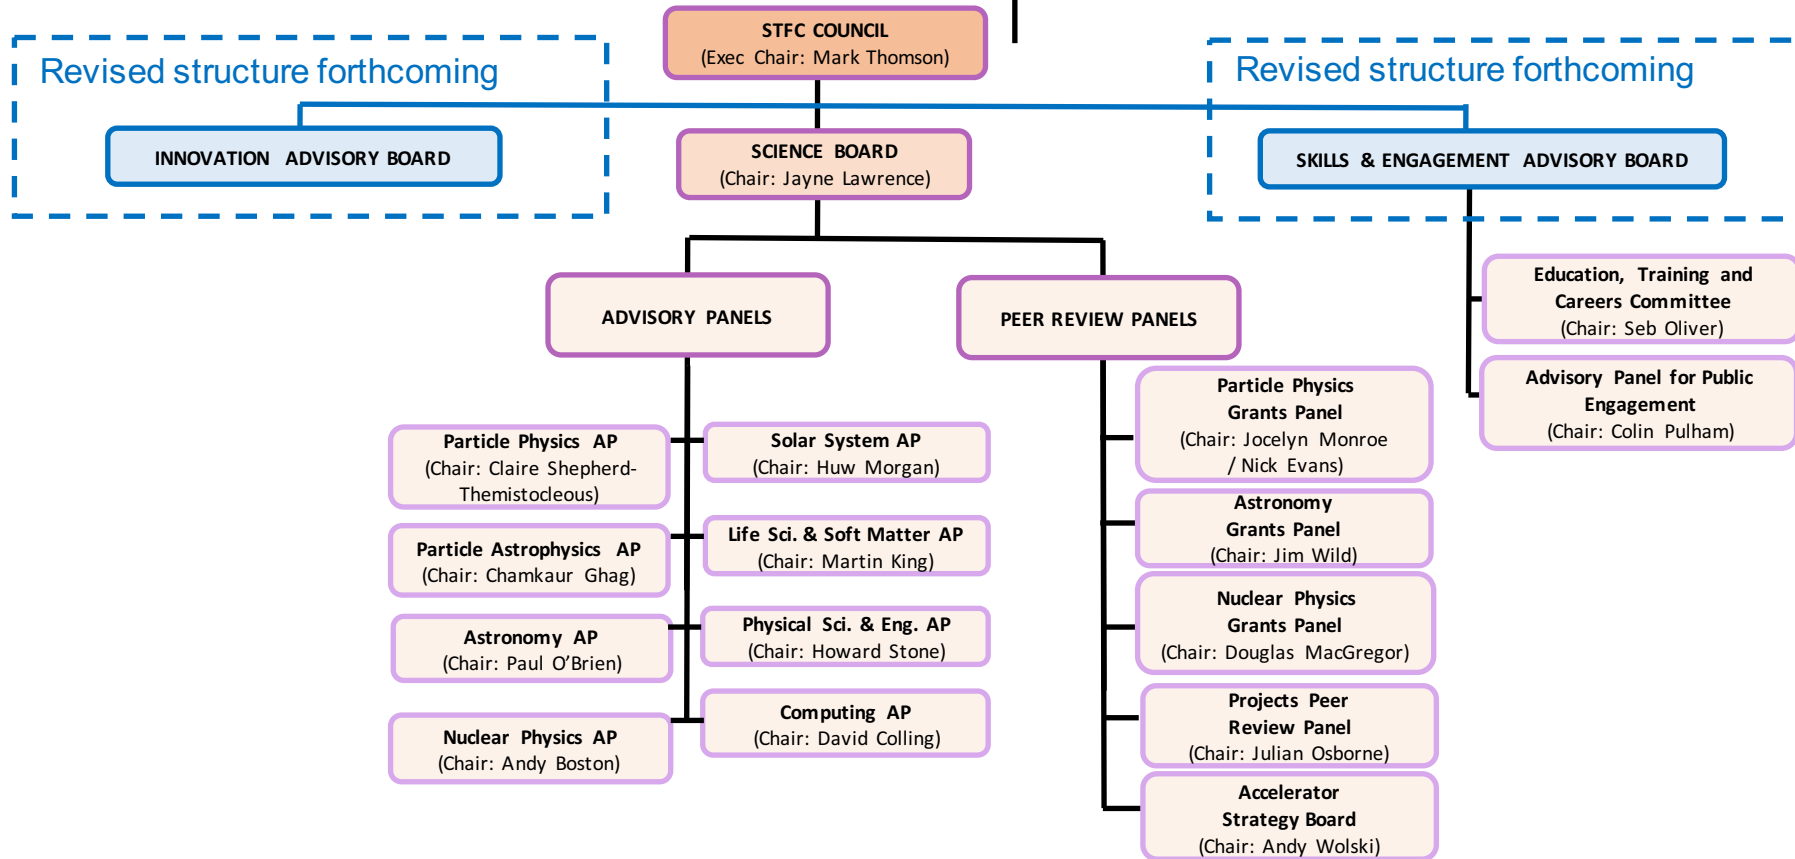 STFC COUNCIL
(Exec Chair: Mark Thomson)
Revised structure forthcoming
Revised structure forthcoming
INNOVATION ADVISORY BOARD
SCIENCE BOARD
(Chair: Jayne Lawrence)
SKILLS & ENGAGEMENT ADVISORY BOARD
Education, Training and
Careers Committee
(Chair: Seb Oliver)
Advisory Panel for Public
Engagement
(Chair: Colin Pulham)
ADVISORY PANELS
PEER REVIEW PANELS
Particle Physics AP
(Chair: Claire Shepherd-
Themistocleous)
Particle Astrophysics AP
(Chair: Chamkaur Ghag)
Astronomy AP
(Chair: Paul O’Brien)
Nuclear Physics AP
(Chair: Andy Boston)
Solar System AP
(Chair: Huw Morgan)
Life Sci. & Soft Matter AP
(Chair: Martin King)
Physical Sci. & Eng. AP
(Chair: Howard Stone)
Computing AP
(Chair: David Colling)
Particle Physics
Grants Panel
(Chair: Jocelyn Monroe
/ Nick Evans)
Astronomy
Grants Panel
(Chair: Jim Wild)
Nuclear Physics
Grants Panel
(Chair: Douglas MacGregor)
Projects Peer
Review Panel
(Chair: Julian Osborne)
Accelerator
Strategy Board
(Chair: Andy Wolski)